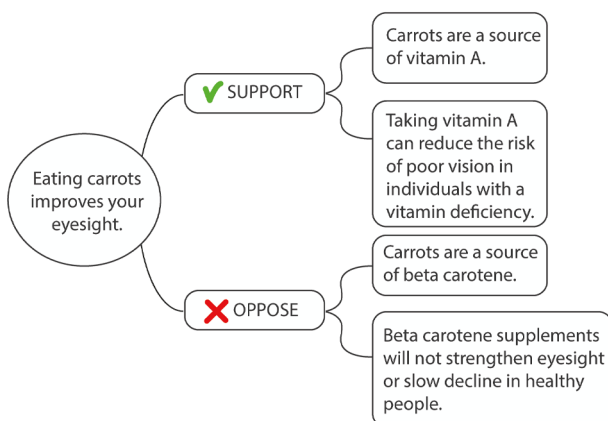 Eating carrots
improves your
eyesight.
SUPPORT
Carrots are a source
of vitamin A.
Taking vitamin A
can reduce the risk
of poor vision in
individuals with a
vitamin deficiency.
OPPOSE
Carrots are a source
of beta carotene.
Beta carotene supplements
will not strengthen eyesight
or slow decline in healthy
people.